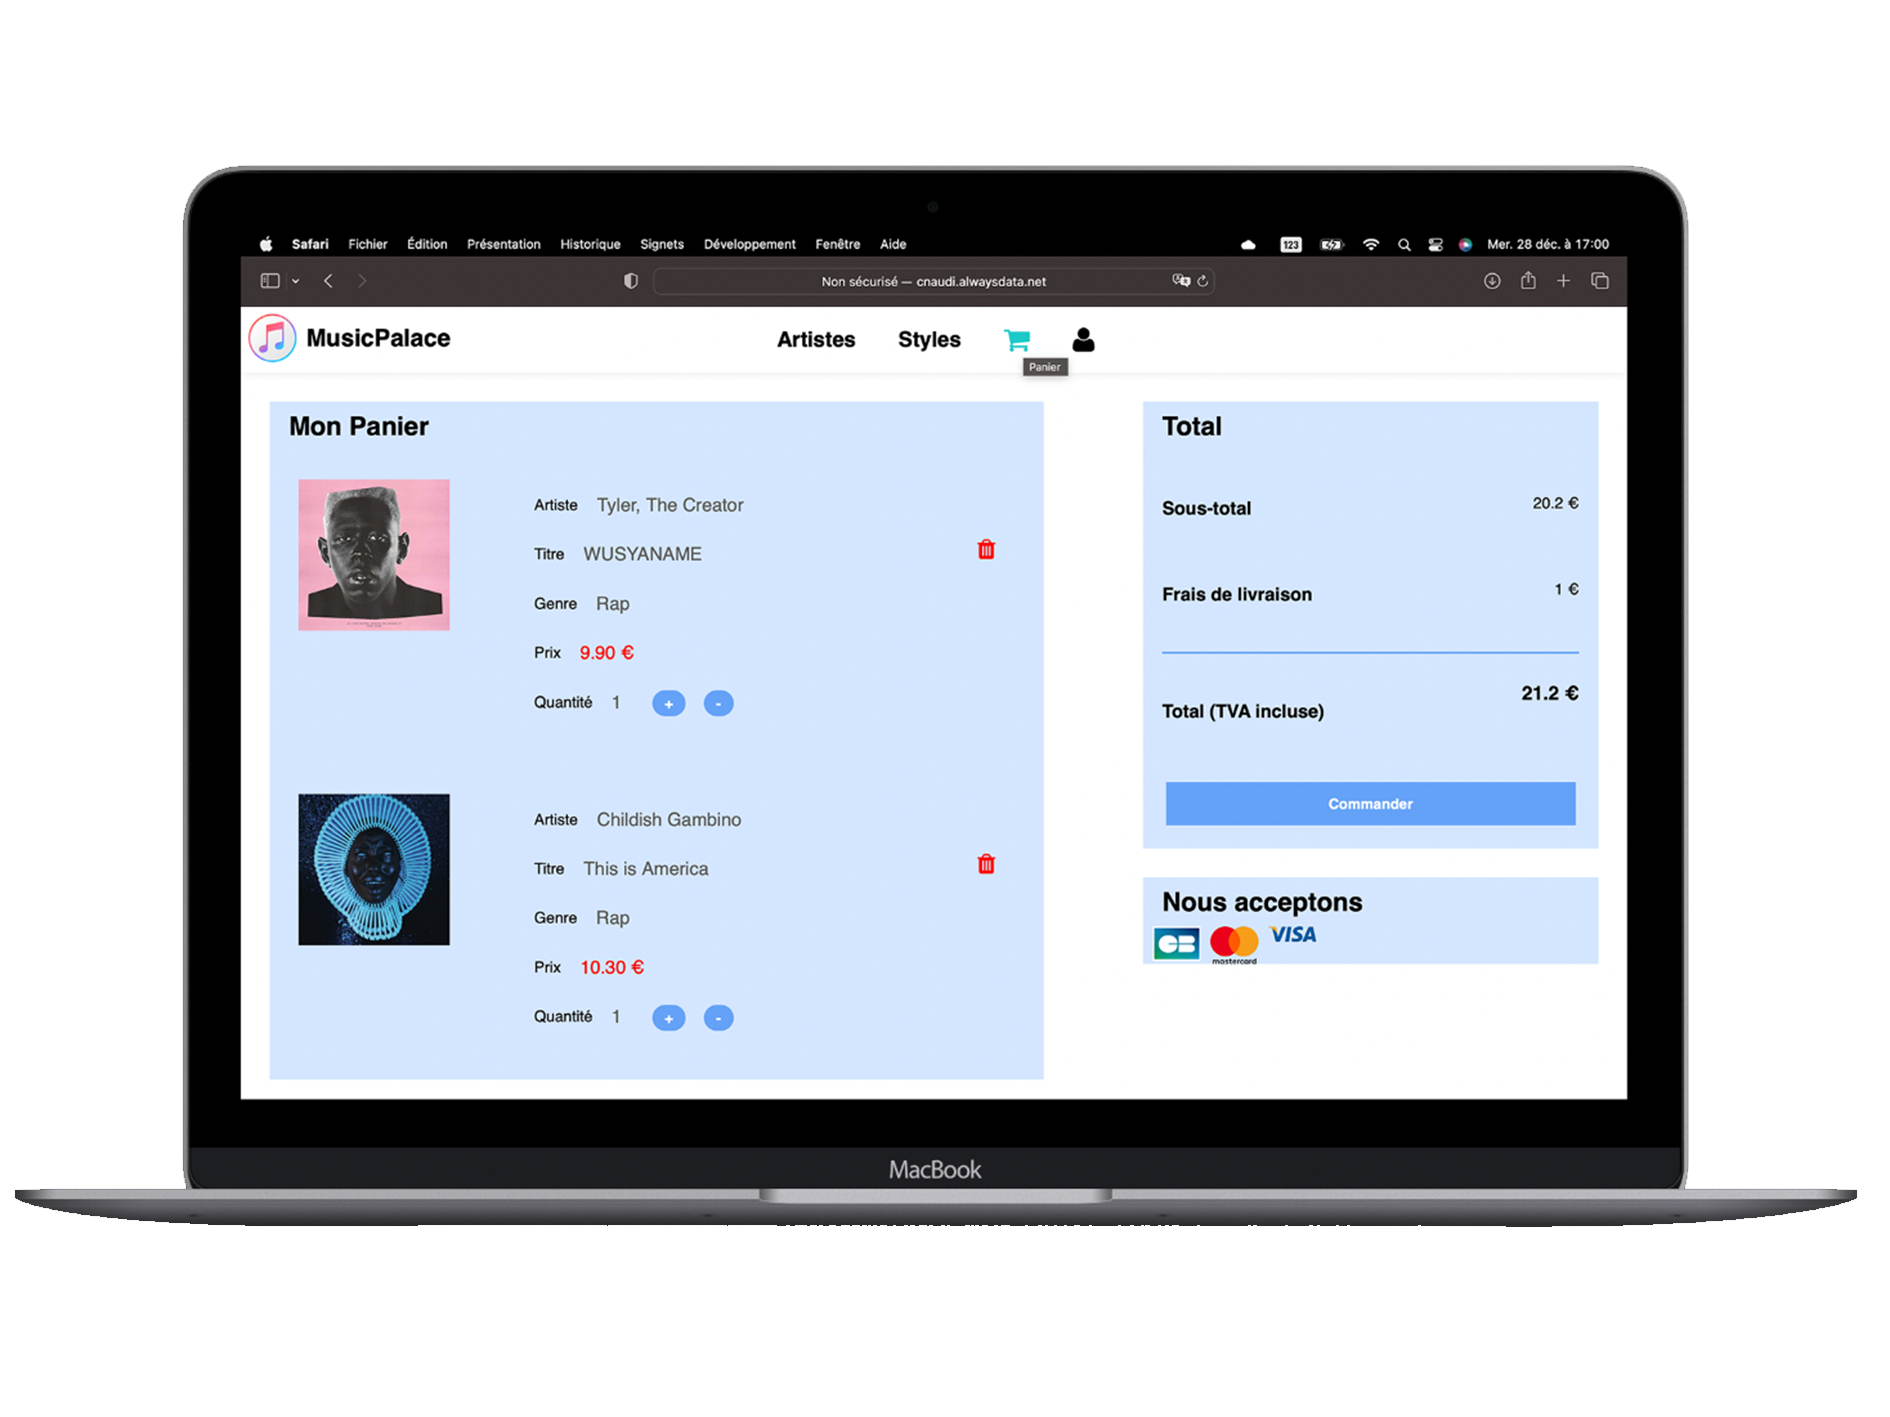 Safari Fichier Édition Présentation Historique Signets Développement Fenêtre Aide 123 Mer. 28 déc. à 17:00
Non sécurisé — cnaudi.alwaysdata.net
MusicPalace Artistes Styles
Panier
Mon Panier
Artiste Tyler, The Creator
Titre WUSYANAME
Genre Rap
Prix 9.90 €
Quantité 1 + -
Artiste Childish Gambino
Titre This is America
Genre Rap
Prix 10.30 €
Quantité 1 + -
Total
Sous-total 20.2 €
Frais de livraison 1 €
Total (TVA incluse) 21.2 €
Commander
Nous acceptons
CB mastercard VISA
MacBook